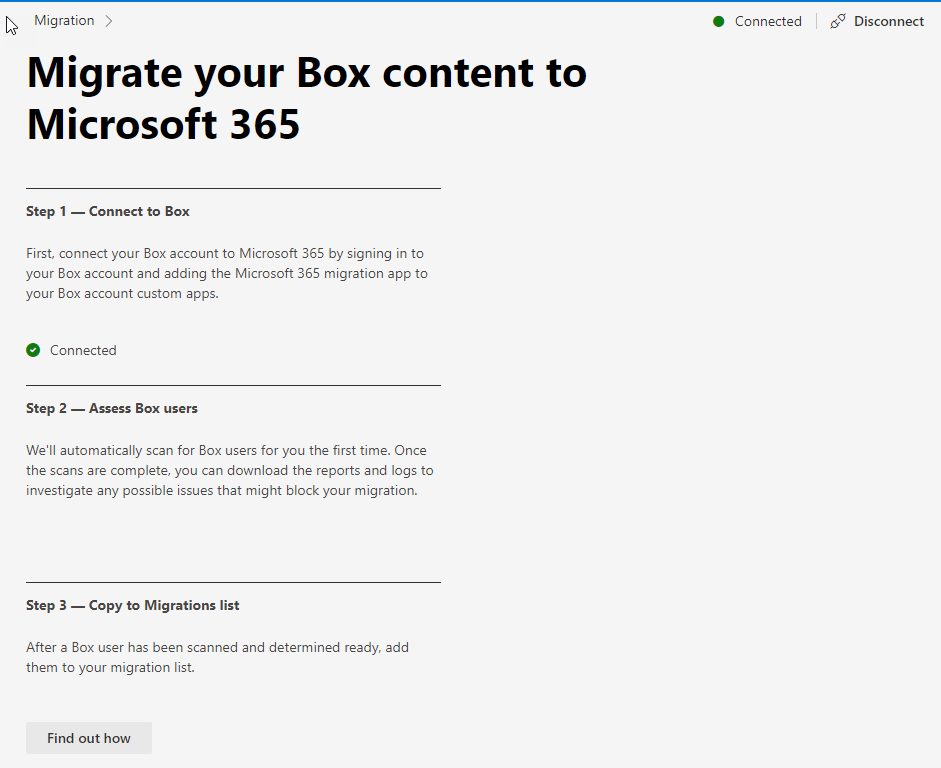 Migration
Connected
Disconnect
Migrate your Box content to
Microsoft 365
Step 1 — Connect to Box
First, connect your Box account to Microsoft 365 by signing in to
your Box account and adding the Microsoft 365 migration app to
your Box account custom apps.
Connected
Step 2 — Assess Box users
We'll automatically scan for Box users for you the first time. Once
the scans are complete, you can download the reports and logs to
investigate any possible issues that might block your migration.
Step 3 — Copy to Migrations list
After a Box user has been scanned and determined ready, add
them to your migration list.
Find out how